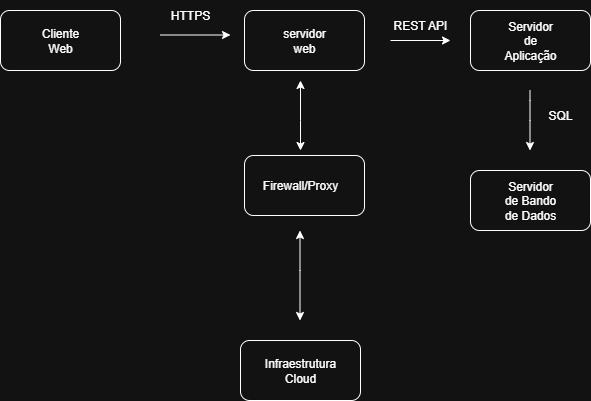 Cliente
Web
HTTPS
servidor
web
REST API
Servidor
de
Aplicação
SQL
Firewall/Proxy
Servidor
de Bando
de Dados
Infraestrutura
Cloud